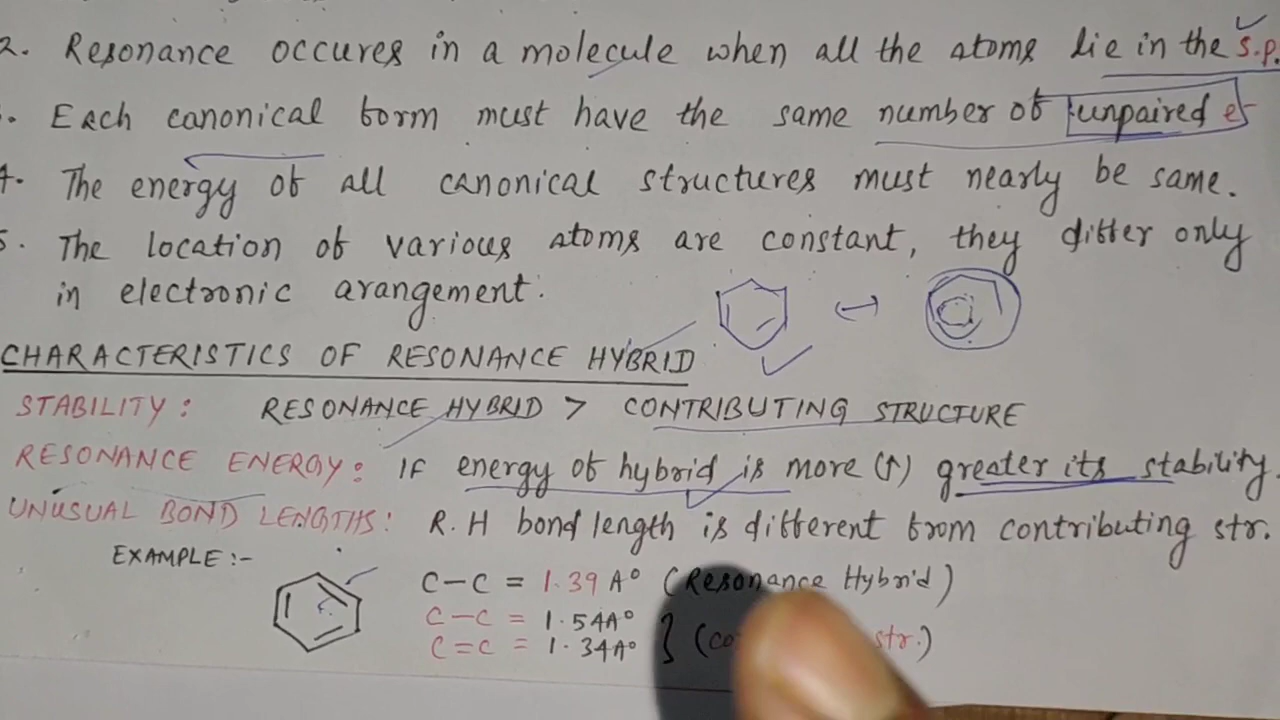 2. Resonance occures in a molecule when all the atoms lie in the s.p.
. Each canonical form must have the same number of unpaired e-
4. The energy of all canonical structures must nearly be same.
5. The location of various atoms are constant, they differ only
in electronic arangement.
CHARACTERISTICS OF RESONANCE HYBRID
STABILITY: RESONANCE HYBRID > CONTRIBUTING STRUCTURE
RESONANCE ENERGY: IF energy of hybrid is more (↑) greater its stability.
UNUSUAL BOND LENGTHS: R.H bond length is different from contributing str.
EXAMPLE:-
C-C = 1.39 A° (Resonance Hybrid)
C-C = 1.54A°
C=C = 1.34A° } (co str.)